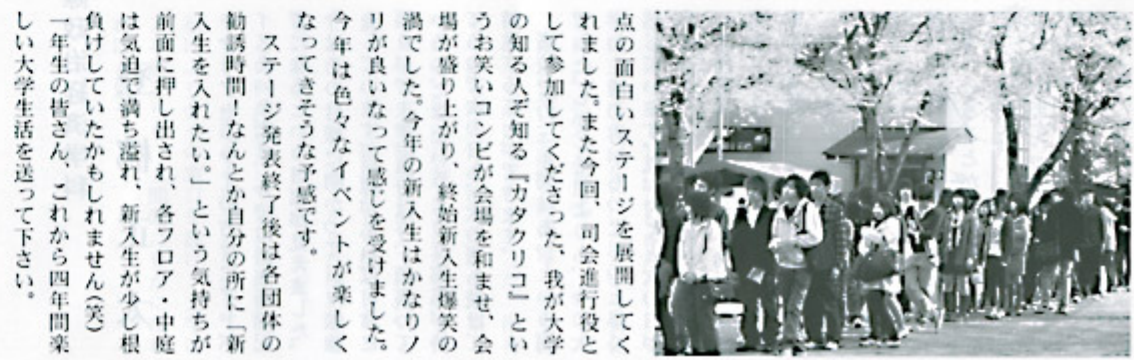 点の面白いステージを展開してく
れました。また今回、司会進行役と
して参加してくださった、我が大学
の知る人ぞ知る『カタクリコ』とい
うお笑いコンビが会場を和ませ、会
場が盛り上がり、終始新入生爆笑の
渦でした。今年の新入生はかなりノ
リが良いなって感じを受けました。
今年は色々なイベントが楽しく
なってきそうな予感です。
ステージ発表終了後は各団体の
勧誘時間!なんとか自分の所に「新
入生を入れたい。」という気持ちが
前面に押し出され、各フロア・中庭
は気迫で満ち溢れ、新入生が少し根
負けしていたかもしれません(笑)
一年生の皆さん、これから四年間楽
しい大学生活を送って下さい。